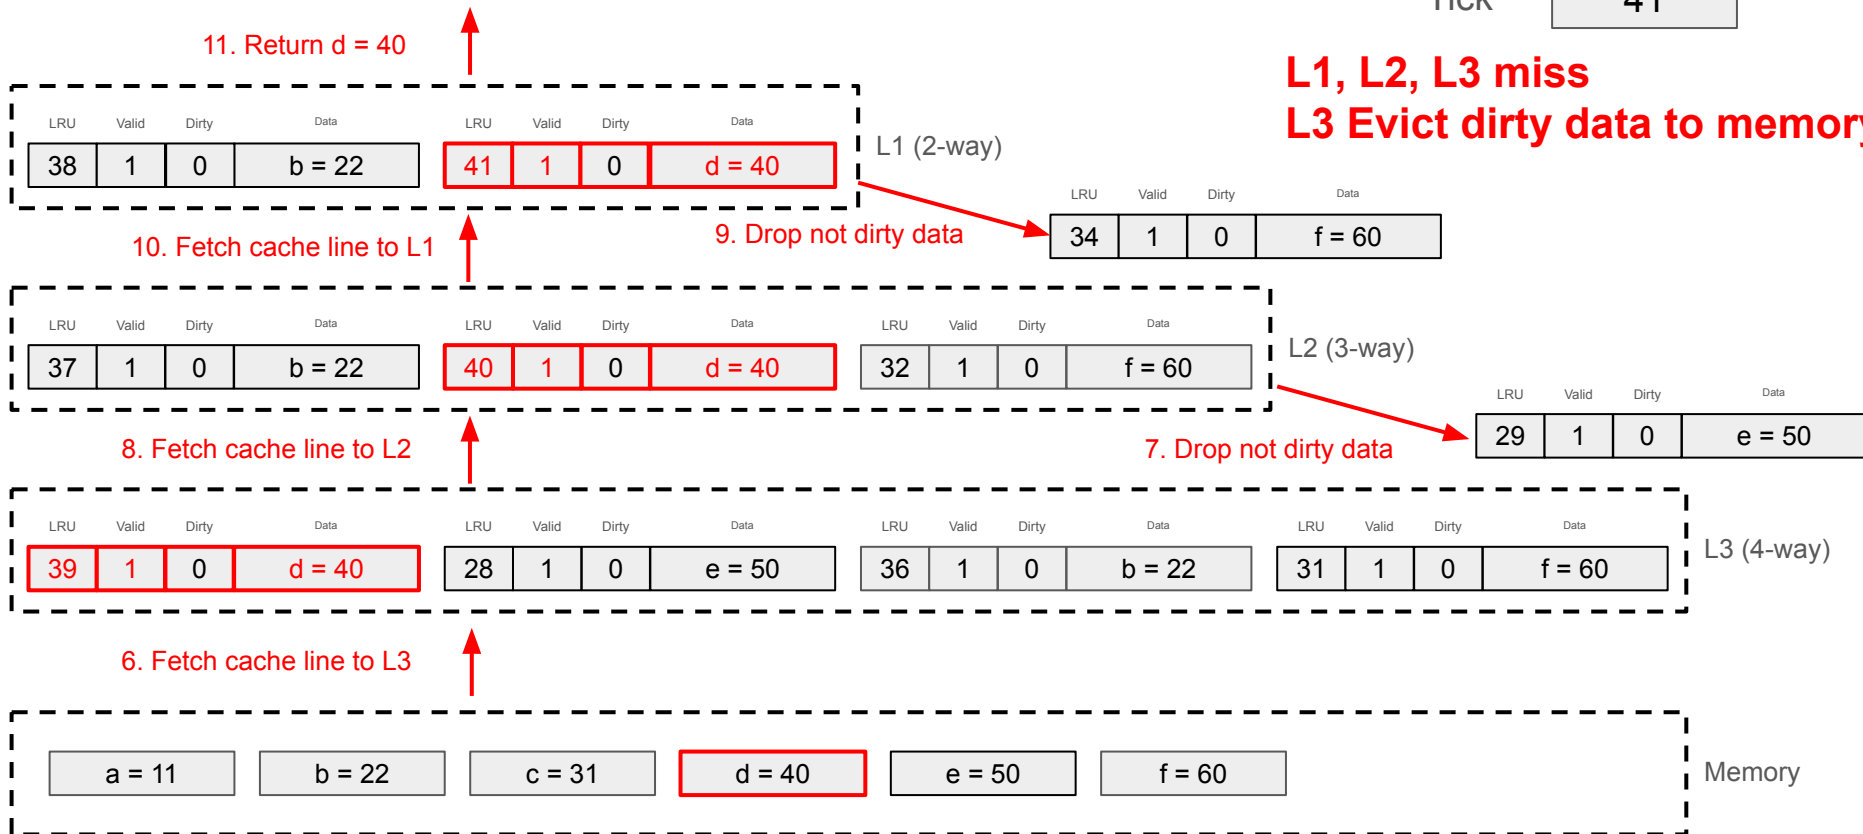 Tick 41
11. Return d = 40
L1, L2, L3 miss
L3 Evict dirty data to memory
LRU Valid Dirty Data LRU Valid Dirty Data
38 1 0 b = 22 41 1 0 d = 40
L1 (2-way)
LRU Valid Dirty Data
34 1 0 f = 60
9. Drop not dirty data
10. Fetch cache line to L1
LRU Valid Dirty Data LRU Valid Dirty Data LRU Valid Dirty Data
37 1 0 b = 22 40 1 0 d = 40 32 1 0 f = 60
L2 (3-way)
LRU Valid Dirty Data
29 1 0 e = 50
7. Drop not dirty data
8. Fetch cache line to L2
LRU Valid Dirty Data LRU Valid Dirty Data LRU Valid Dirty Data LRU Valid Dirty Data
39 1 0 d = 40 28 1 0 e = 50 36 1 0 b = 22 31 1 0 f = 60
L3 (4-way)
6. Fetch cache line to L3
a = 11 b = 22 c = 31 d = 40 e = 50 f = 60
Memory